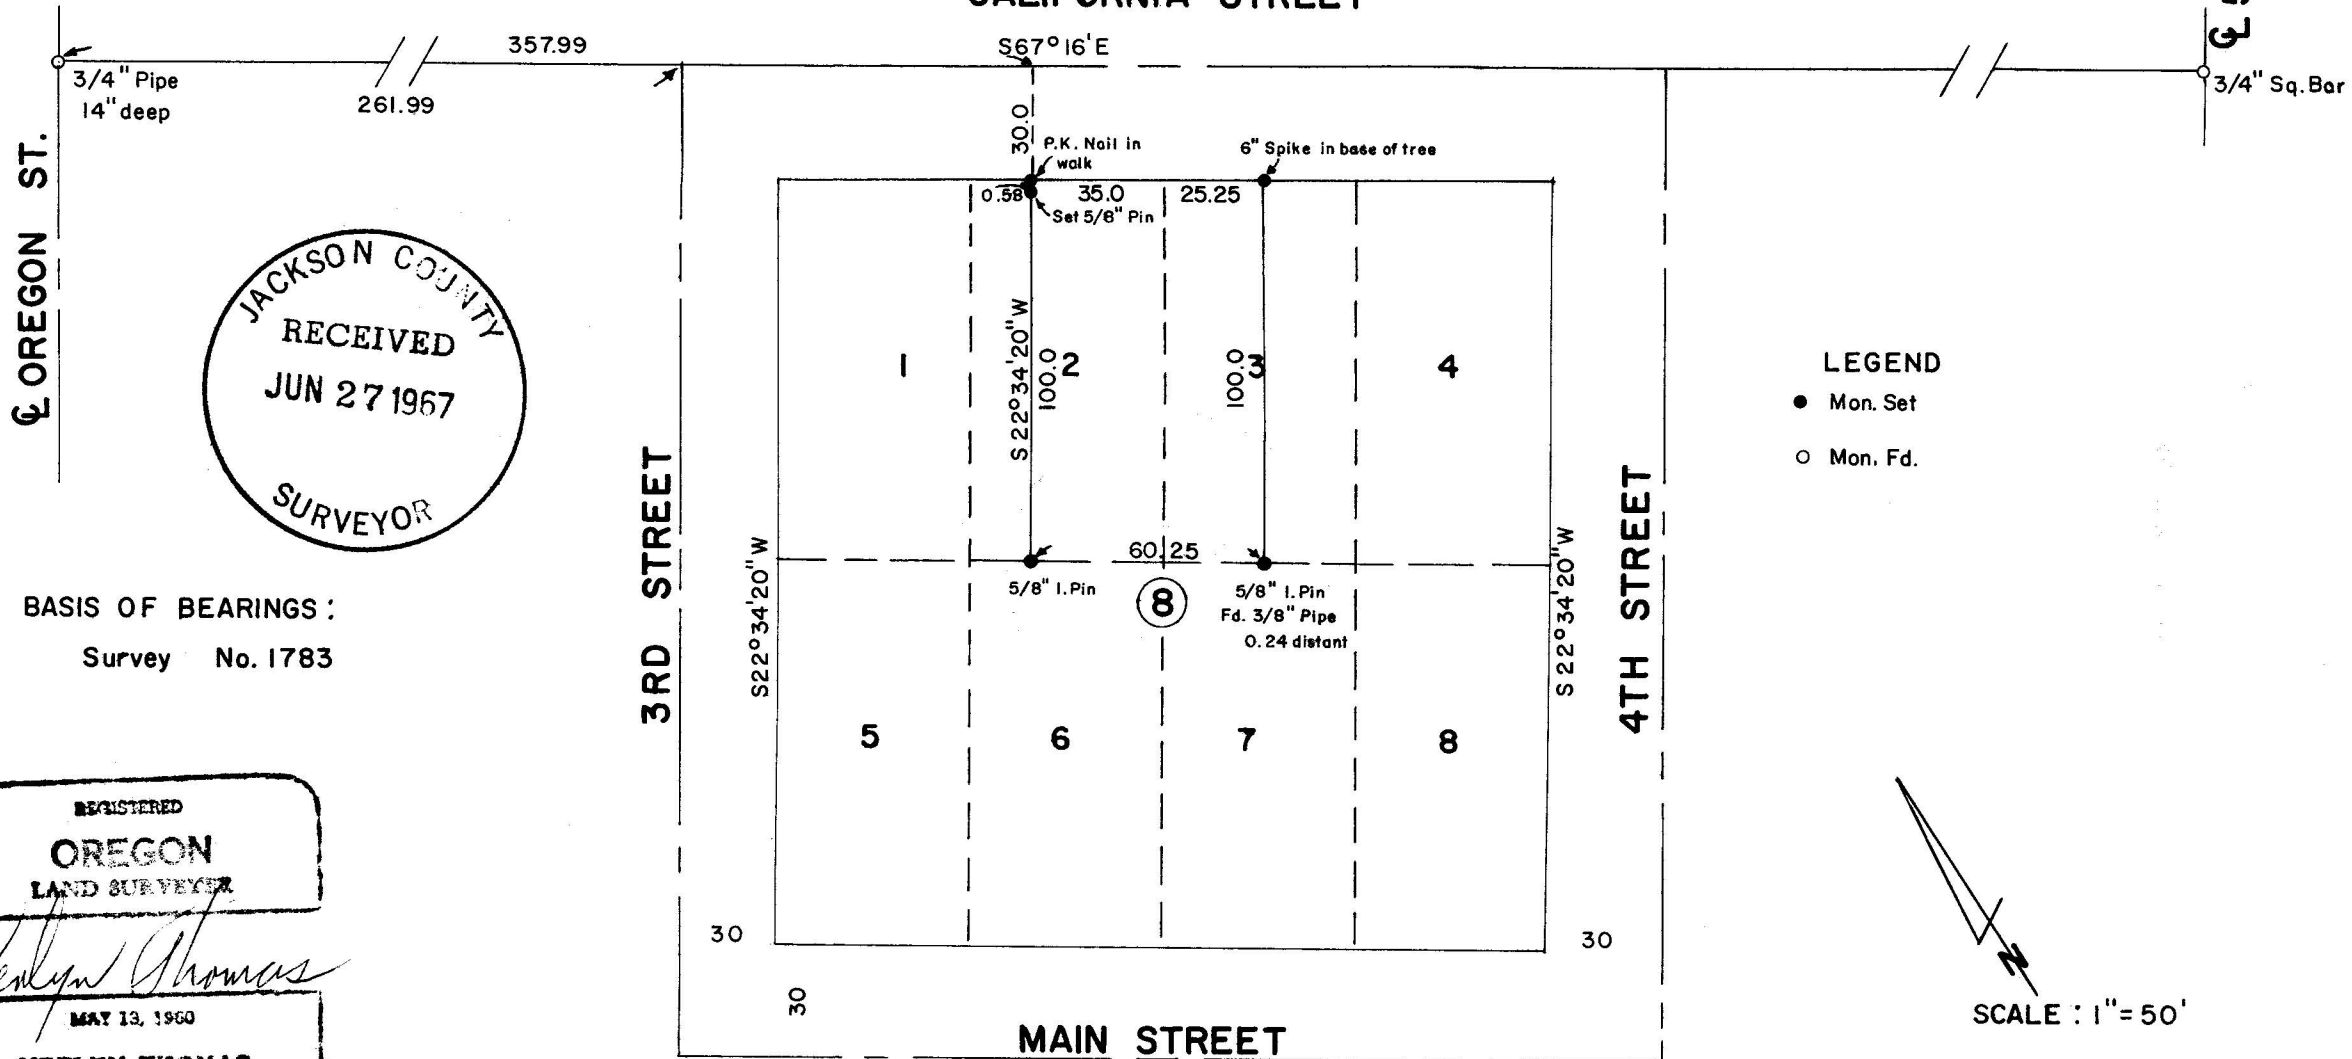 CALIFORNIA STREET
357.99
S67°16'E
3/4" Pipe
14" deep
261.99
3/4" Sq. Bar
30.0
P.K. Nail in
walk
6" Spike in base of tree
0.58
35.0
25.25
Set 5/8" Pin
℄ OREGON ST.
JACKSON COUNTY
RECEIVED
JUN 27 1967
SURVEYOR
S 22°34'20" W
100.0
100.0
1
2
3
4
LEGEND
● Mon. Set
○ Mon. Fd.
3RD STREET
S22°34'20" W
60.25
5/8" I. Pin
8
5/8" I. Pin
Fd. 3/8" Pipe
0.24 distant
S 22°34'20" W
4TH STREET
BASIS OF BEARINGS:
Survey No. 1783
5
6
7
8
REGISTERED
OREGON
LAND SURVEYOR
Thomas
MAY 13, 1960
30
30
30
MAIN STREET
N
SCALE : 1"= 50'